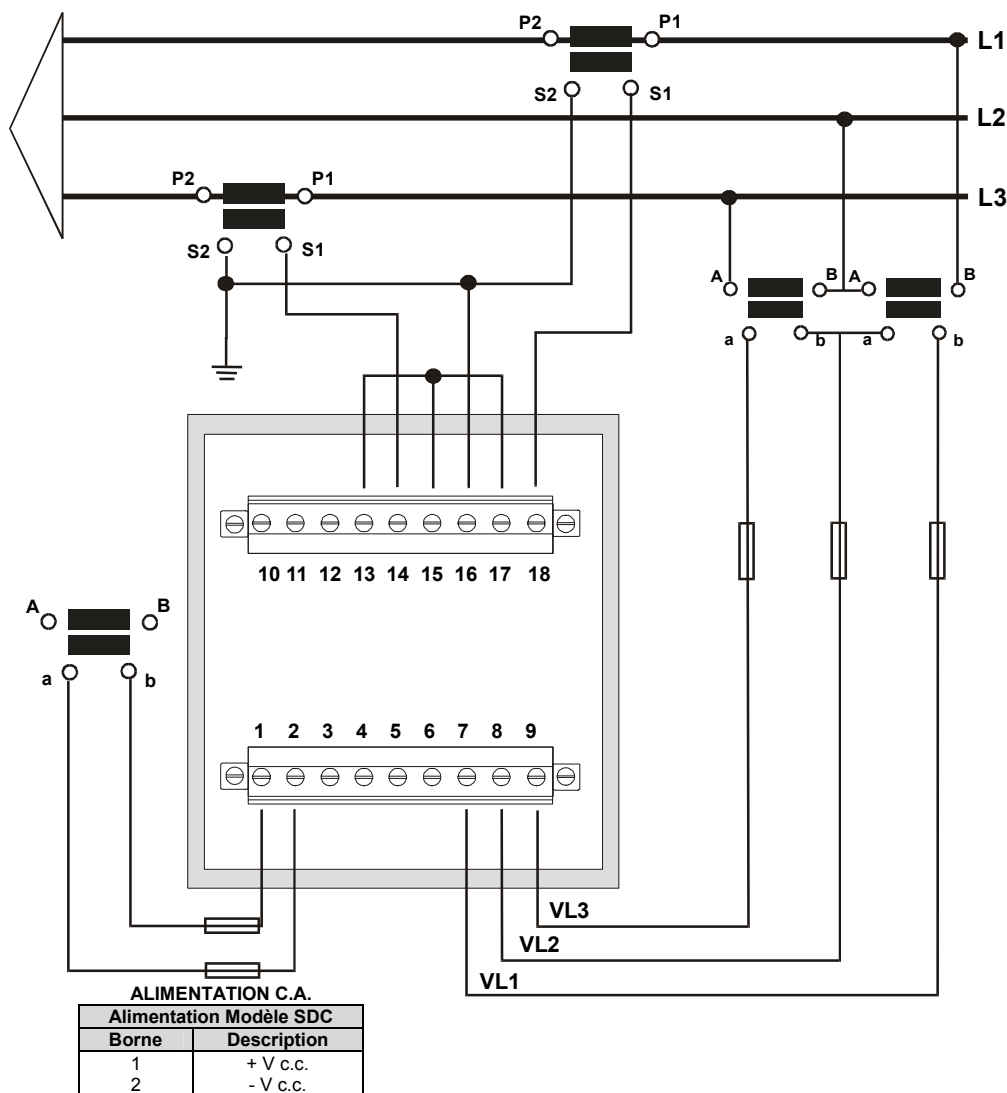 P2 P1
L1
S2 S1
L2
P2 P1
L3
S2 S1
A B A B
a b a b
10 11 12 13 14 15 16 17 18
A B
a b
1 2 3 4 5 6 7 8 9
VL3
VL2
VL1
ALIMENTATION C.A.
Alimentation Modèle SDC
Borne Description
1 + V c.c.
2 - V c.c.